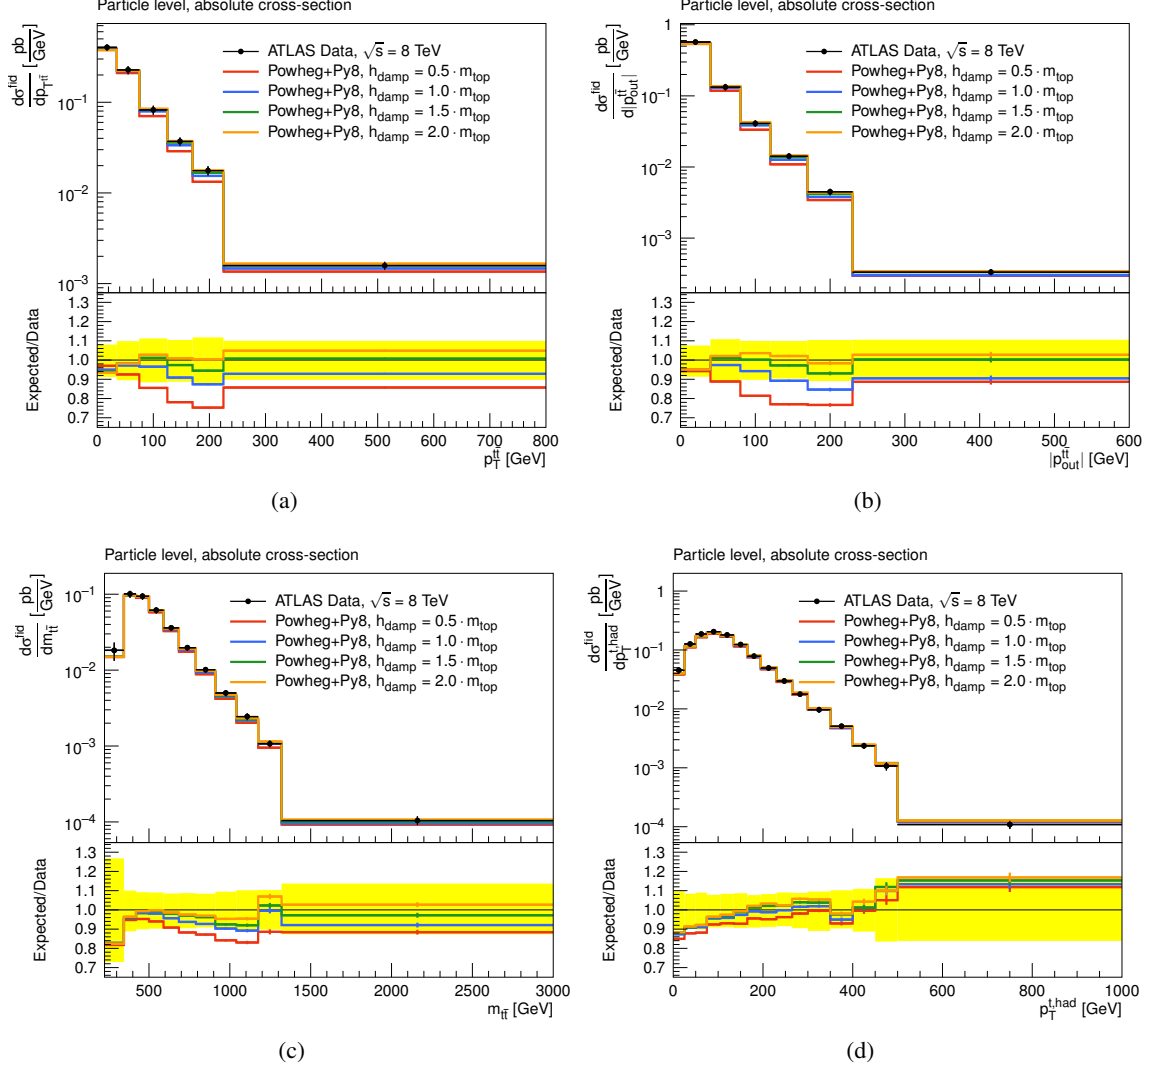 Particle level, absolute cross-section
dσ^fid/dp_T^tt̄ [pb/GeV]
10⁻¹
10⁻²
10⁻³
ATLAS Data, √s = 8 TeV
Powheg+Py8, h_damp = 0.5 · m_top
Powheg+Py8, h_damp = 1.0 · m_top
Powheg+Py8, h_damp = 1.5 · m_top
Powheg+Py8, h_damp = 2.0 · m_top
Expected/Data
1.3
1.2
1.1
1.0
0.9
0.8
0.7
0 100 200 300 400 500 600 700 800
p_T^tt̄ [GeV]
(a)
Particle level, absolute cross-section
dσ^fid/d|p_out^tt̄| [pb/GeV]
1
10⁻¹
10⁻²
10⁻³
ATLAS Data, √s = 8 TeV
Powheg+Py8, h_damp = 0.5 · m_top
Powheg+Py8, h_damp = 1.0 · m_top
Powheg+Py8, h_damp = 1.5 · m_top
Powheg+Py8, h_damp = 2.0 · m_top
Expected/Data
1.3
1.2
1.1
1.0
0.9
0.8
0.7
0 100 200 300 400 500 600
|p_out^tt̄| [GeV]
(b)
Particle level, absolute cross-section
dσ^fid/dm_tt̄ [pb/GeV]
10⁻¹
10⁻²
10⁻³
10⁻⁴
ATLAS Data, √s = 8 TeV
Powheg+Py8, h_damp = 0.5 · m_top
Powheg+Py8, h_damp = 1.0 · m_top
Powheg+Py8, h_damp = 1.5 · m_top
Powheg+Py8, h_damp = 2.0 · m_top
Expected/Data
1.3
1.2
1.1
1.0
0.9
0.8
0.7
500 1000 1500 2000 2500 3000
m_tt̄ [GeV]
(c)
Particle level, absolute cross-section
dσ^fid/dp_T^t,had [pb/GeV]
1
10⁻¹
10⁻²
10⁻³
10⁻⁴
ATLAS Data, √s = 8 TeV
Powheg+Py8, h_damp = 0.5 · m_top
Powheg+Py8, h_damp = 1.0 · m_top
Powheg+Py8, h_damp = 1.5 · m_top
Powheg+Py8, h_damp = 2.0 · m_top
Expected/Data
1.3
1.2
1.1
1.0
0.9
0.8
0.7
0 200 400 600 800 1000
p_T^t,had [GeV]
(d)